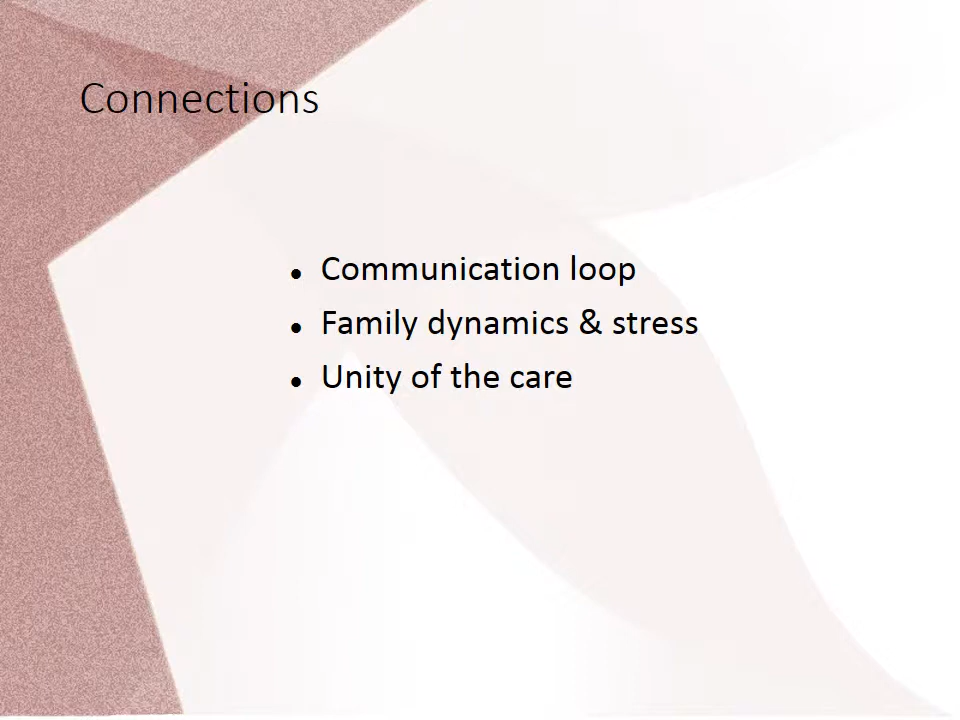 Connections
• Communication loop
• Family dynamics & stress
• Unity of the care